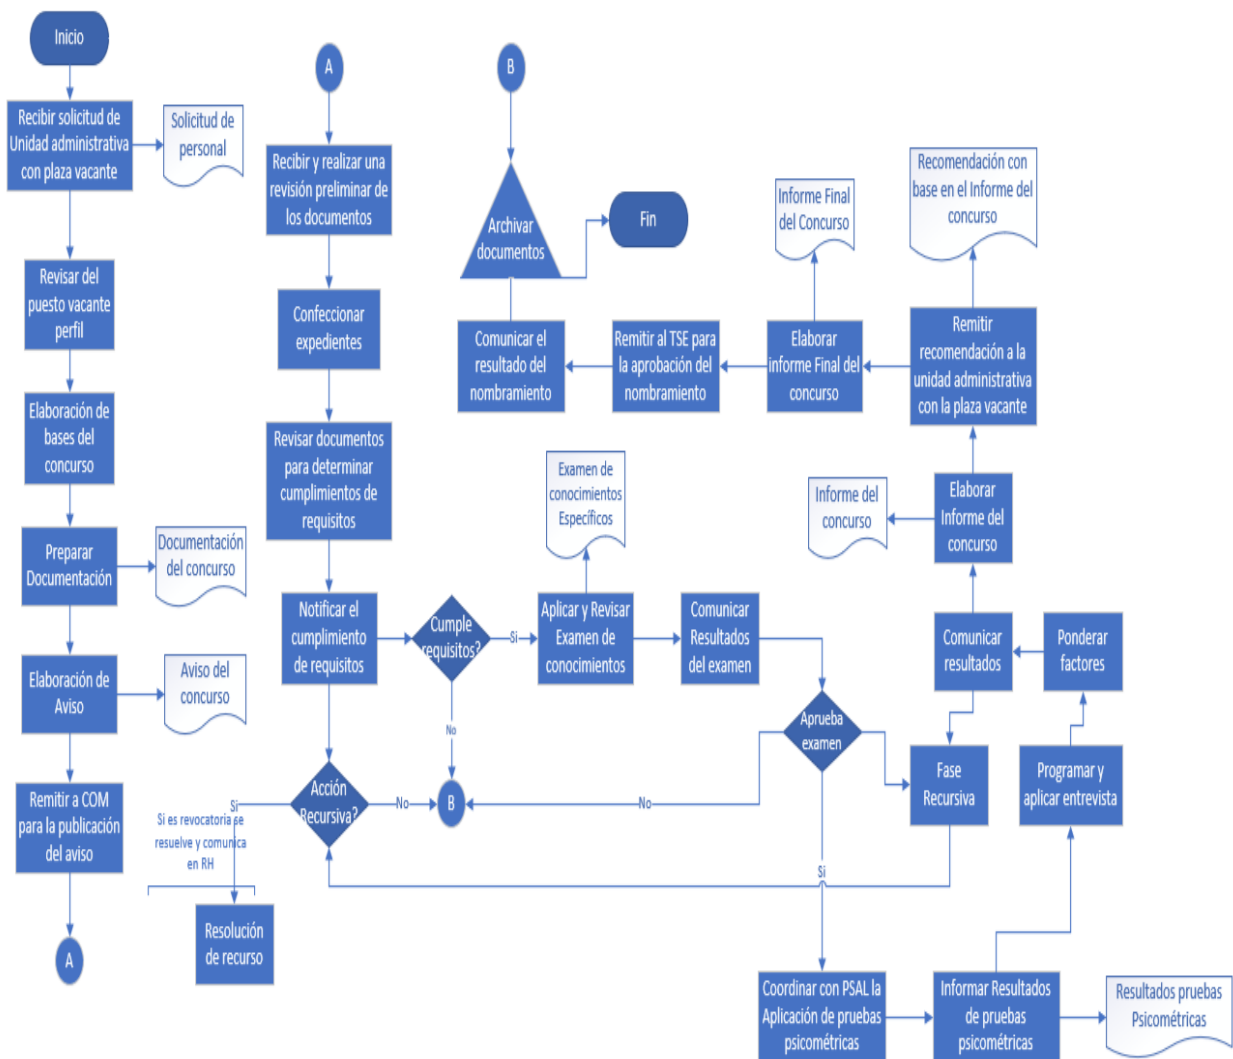 Inicio
Recibir solicitud de
Unidad administrativa
con plaza vacante
Solicitud de
personal
Revisar del
puesto vacante
perfil
Elaboración de
bases del
concurso
Preparar
Documentación
Documentación
del concurso
Elaboración de
Aviso
Aviso del
concurso
Remitir a COM
para la publicación
del aviso
A
A
Recibir y realizar una
revisión preliminar de
los documentos
Confeccionar
expedientes
Revisar documentos
para determinar
cumplimientos de
requisitos
Notificar el
cumplimiento
de requisitos
Cumple
requisitos?
Si
No
B
Acción
Recursiva?
No
Si
Si es revocatoria se
resuelve y comunica
en RH
Resolución
de recurso
Examen de
conocimientos
Específicos
Aplicar y Revisar
Examen de
conocimientos
Comunicar
Resultados
del examen
Aprueba
examen
No
Si
Fase
Recursiva
Coordinar con PSAL la
Aplicación de pruebas
psicométricas
Informar Resultados
de pruebas
psicométricas
Resultados pruebas
Psicométricas
Programar y
aplicar entrevista
Ponderar
factores
Comunicar
resultados
Elaborar
Informe del
concurso
Informe del
concurso
Remitir
recomendación a la
unidad administrativa
con la plaza vacante
Recomendación con
base en el Informe del
concurso
Elaborar
informe Final del
concurso
Informe Final
del Concurso
Remitir al TSE para
la aprobación del
nombramiento
Comunicar el
resultado del
nombramiento
B
Archivar
documentos
Fin